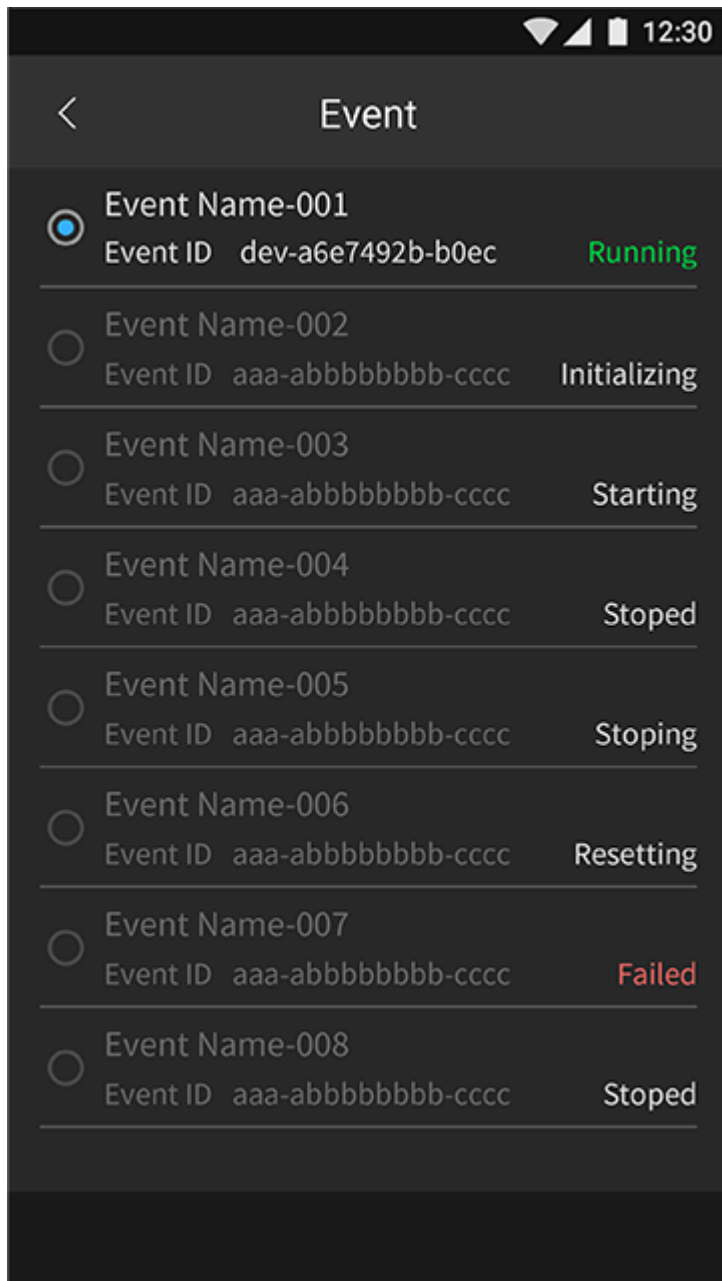 12:30
Event
Event Name-001
Event ID dev-a6e7492b-b0ec Running
Event Name-002
Event ID aaa-abbbbbbbb-cccc Initializing
Event Name-003
Event ID aaa-abbbbbbbb-cccc Starting
Event Name-004
Event ID aaa-abbbbbbbb-cccc Stoped
Event Name-005
Event ID aaa-abbbbbbbb-cccc Stoping
Event Name-006
Event ID aaa-abbbbbbbb-cccc Resetting
Event Name-007
Event ID aaa-abbbbbbbb-cccc Failed
Event Name-008
Event ID aaa-abbbbbbbb-cccc Stoped